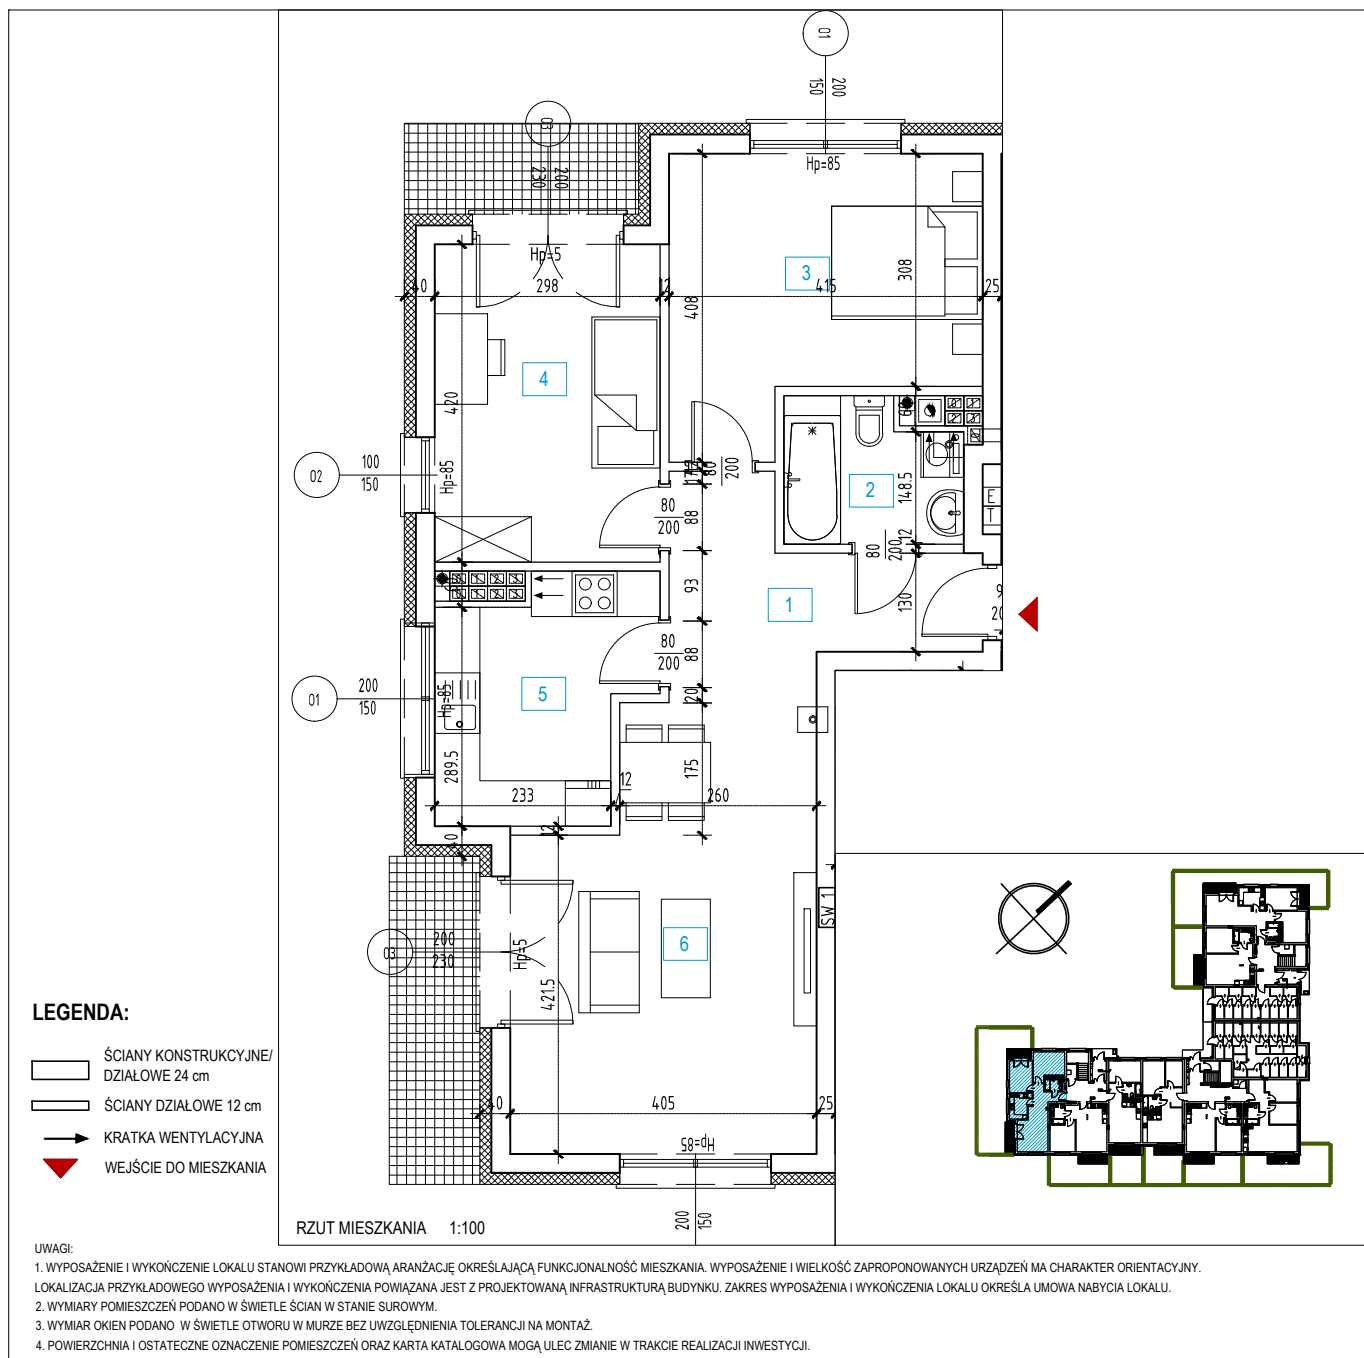 01
200
150
Hp=85
03
200
230
Hp=5
40
298
12
415
25
3
308
408
4
420
02
100
150
Hp=85
80
200
88
80
200
2
148.5
12
E
T
80
200
130
1
93
80
200
88
20
5
01
200
150
Hp=85
289.5
233
12
175
260
40
12
03
200
230
Hp=5
421.5
6
SW 1
40
405
25
Hp=85
200
150
RZUT MIESZKANIA 1:100
LEGENDA:
ŚCIANY KONSTRUKCYJNE/
DZIAŁOWE 24 cm
ŚCIANY DZIAŁOWE 12 cm
KRATKA WENTYLACYJNA
WEJŚCIE DO MIESZKANIA
UWAGI:
1. WYPOSAŻENIE I WYKOŃCZENIE LOKALU STANOWI PRZYKŁADOWĄ ARANŻACJĘ OKREŚLAJĄCĄ FUNKCJONALNOŚĆ MIESZKANIA. WYPOSAŻENIE I WIELKOŚĆ ZAPROPONOWANYCH URZĄDZEŃ MA CHARAKTER ORIENTACYJNY.
LOKALIZACJA PRZYKŁADOWEGO WYPOSAŻENIA I WYKOŃCZENIA POWIĄZANA JEST Z PROJEKTOWANĄ INFRASTRUKTURĄ BUDYNKU. ZAKRES WYPOSAŻENIA I WYKOŃCZENIA LOKALU OKREŚLA UMOWA NABYCIA LOKALU.
2. WYMIARY POMIESZCZEŃ PODANO W ŚWIETLE ŚCIAN W STANIE SUROWYM.
3. WYMIAR OKIEN PODANO W ŚWIETLE OTWORU W MURZE BEZ UWZGLĘDNIENIA TOLERANCJI NA MONTAŻ.
4. POWIERZCHNIA I OSTATECZNE OZNACZENIE POMIESZCZEŃ ORAZ KARTA KATALOGOWA MOGĄ ULEC ZMIANIE W TRAKCIE REALIZACJI INWESTYCJI.